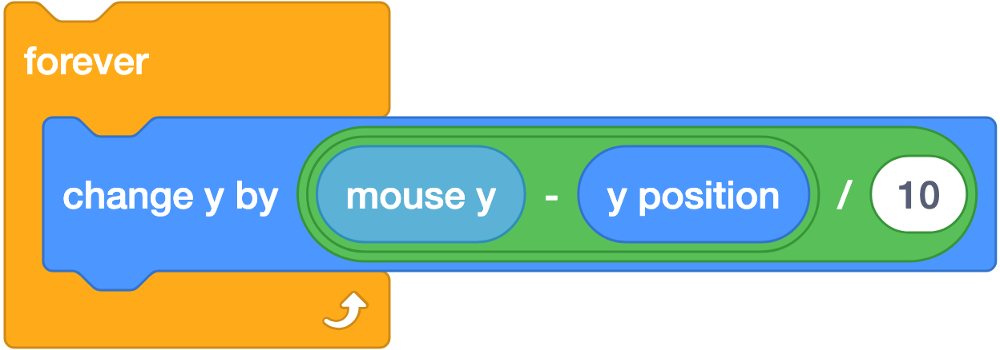 forever
change y by mouse y - y position / 10